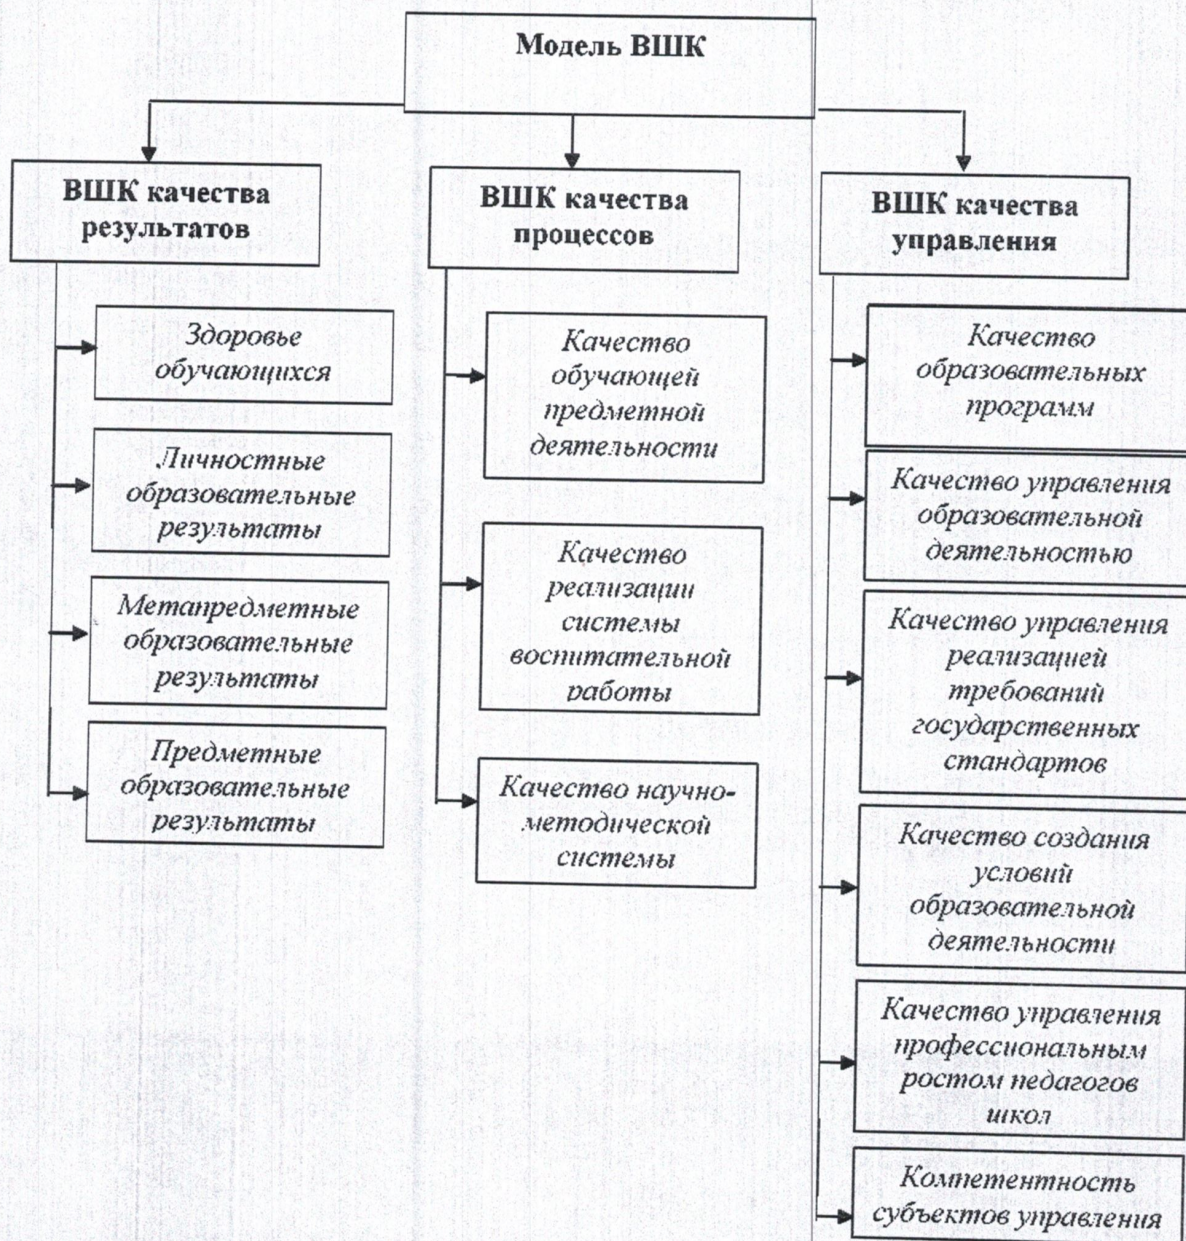 Модель ВШК
ВШК качества
результатов
Здоровье
обучающихся
Личностные
образовательные
результаты
Метапредметные
образовательные
результаты
Предметные
образовательные
результаты
ВШК качества
процессов
Качество
обучающей
предметной
деятельности
Качество
реализации
системы
воспитательной
работы
Качество научно-
методической
системы
ВШК качества
управления
Качество
образовательных
программ
Качество управления
образовательной
деятельностью
Качество управления
реализацией
требований
государственных
стандартов
Качество создания
условий
образовательной
деятельности
Качество управления
профессиональным
ростом педагогов
школ
Компетентность
субъектов управления